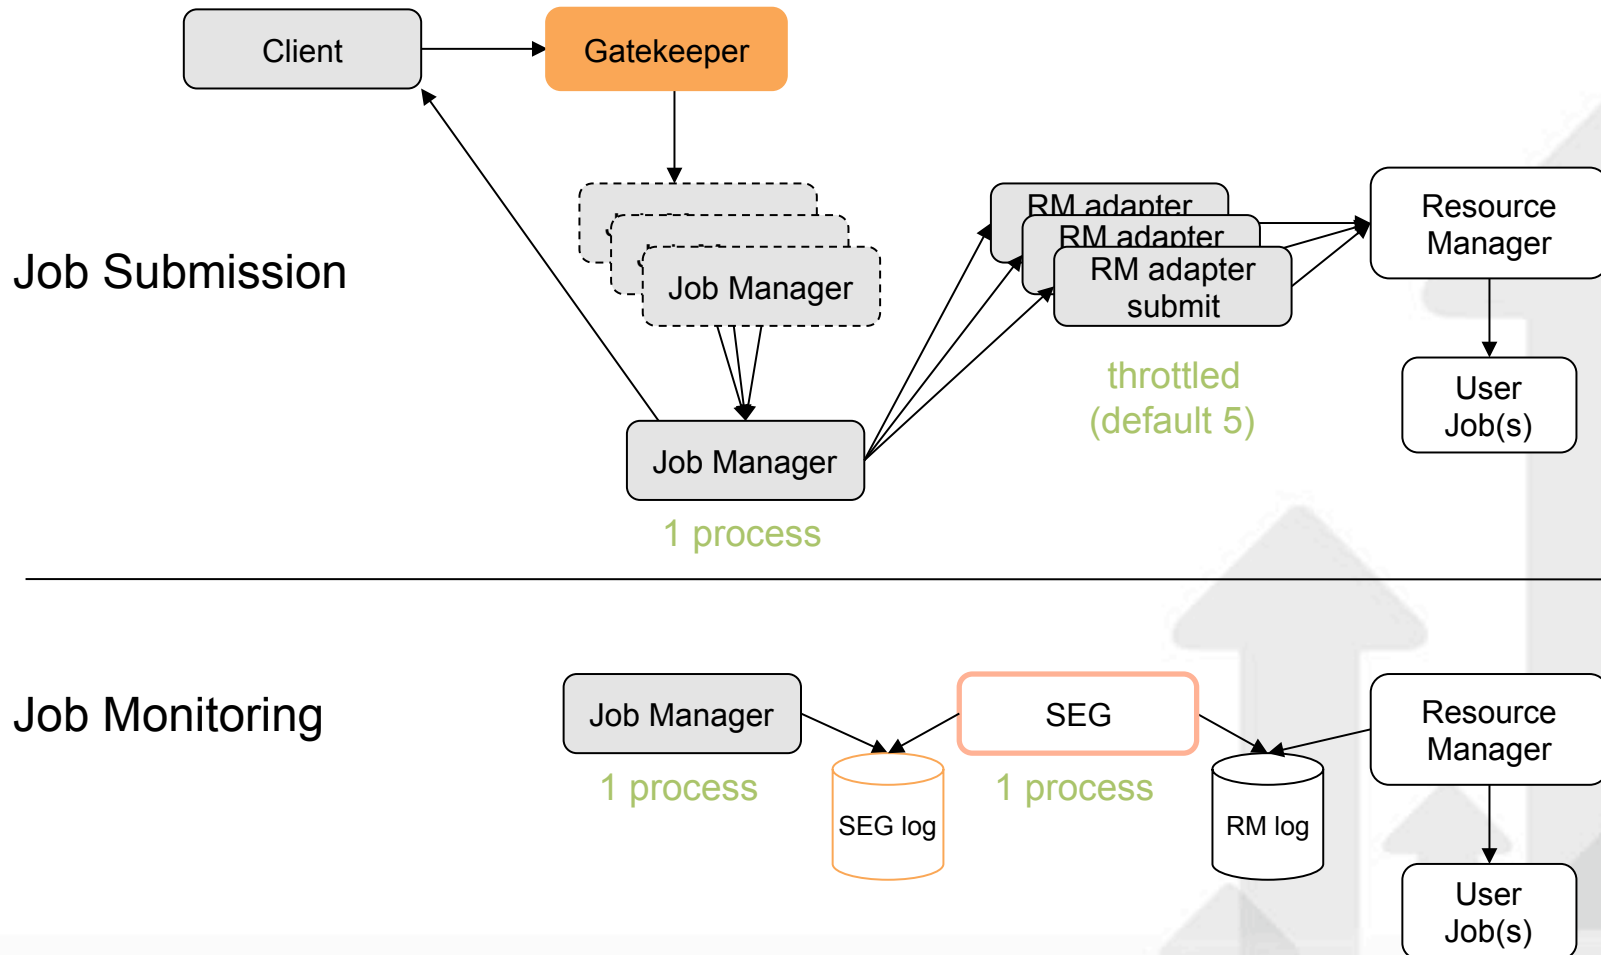 Client
Gatekeeper
RM adapter
RM adapter
RM adapter
submit
Resource
Manager
Job Submission
Job Manager
throttled
(default 5)
User
Job(s)
Job Manager
1 process
Job Monitoring
Job Manager
SEG
Resource
Manager
1 process
1 process
SEG log
RM log
User
Job(s)